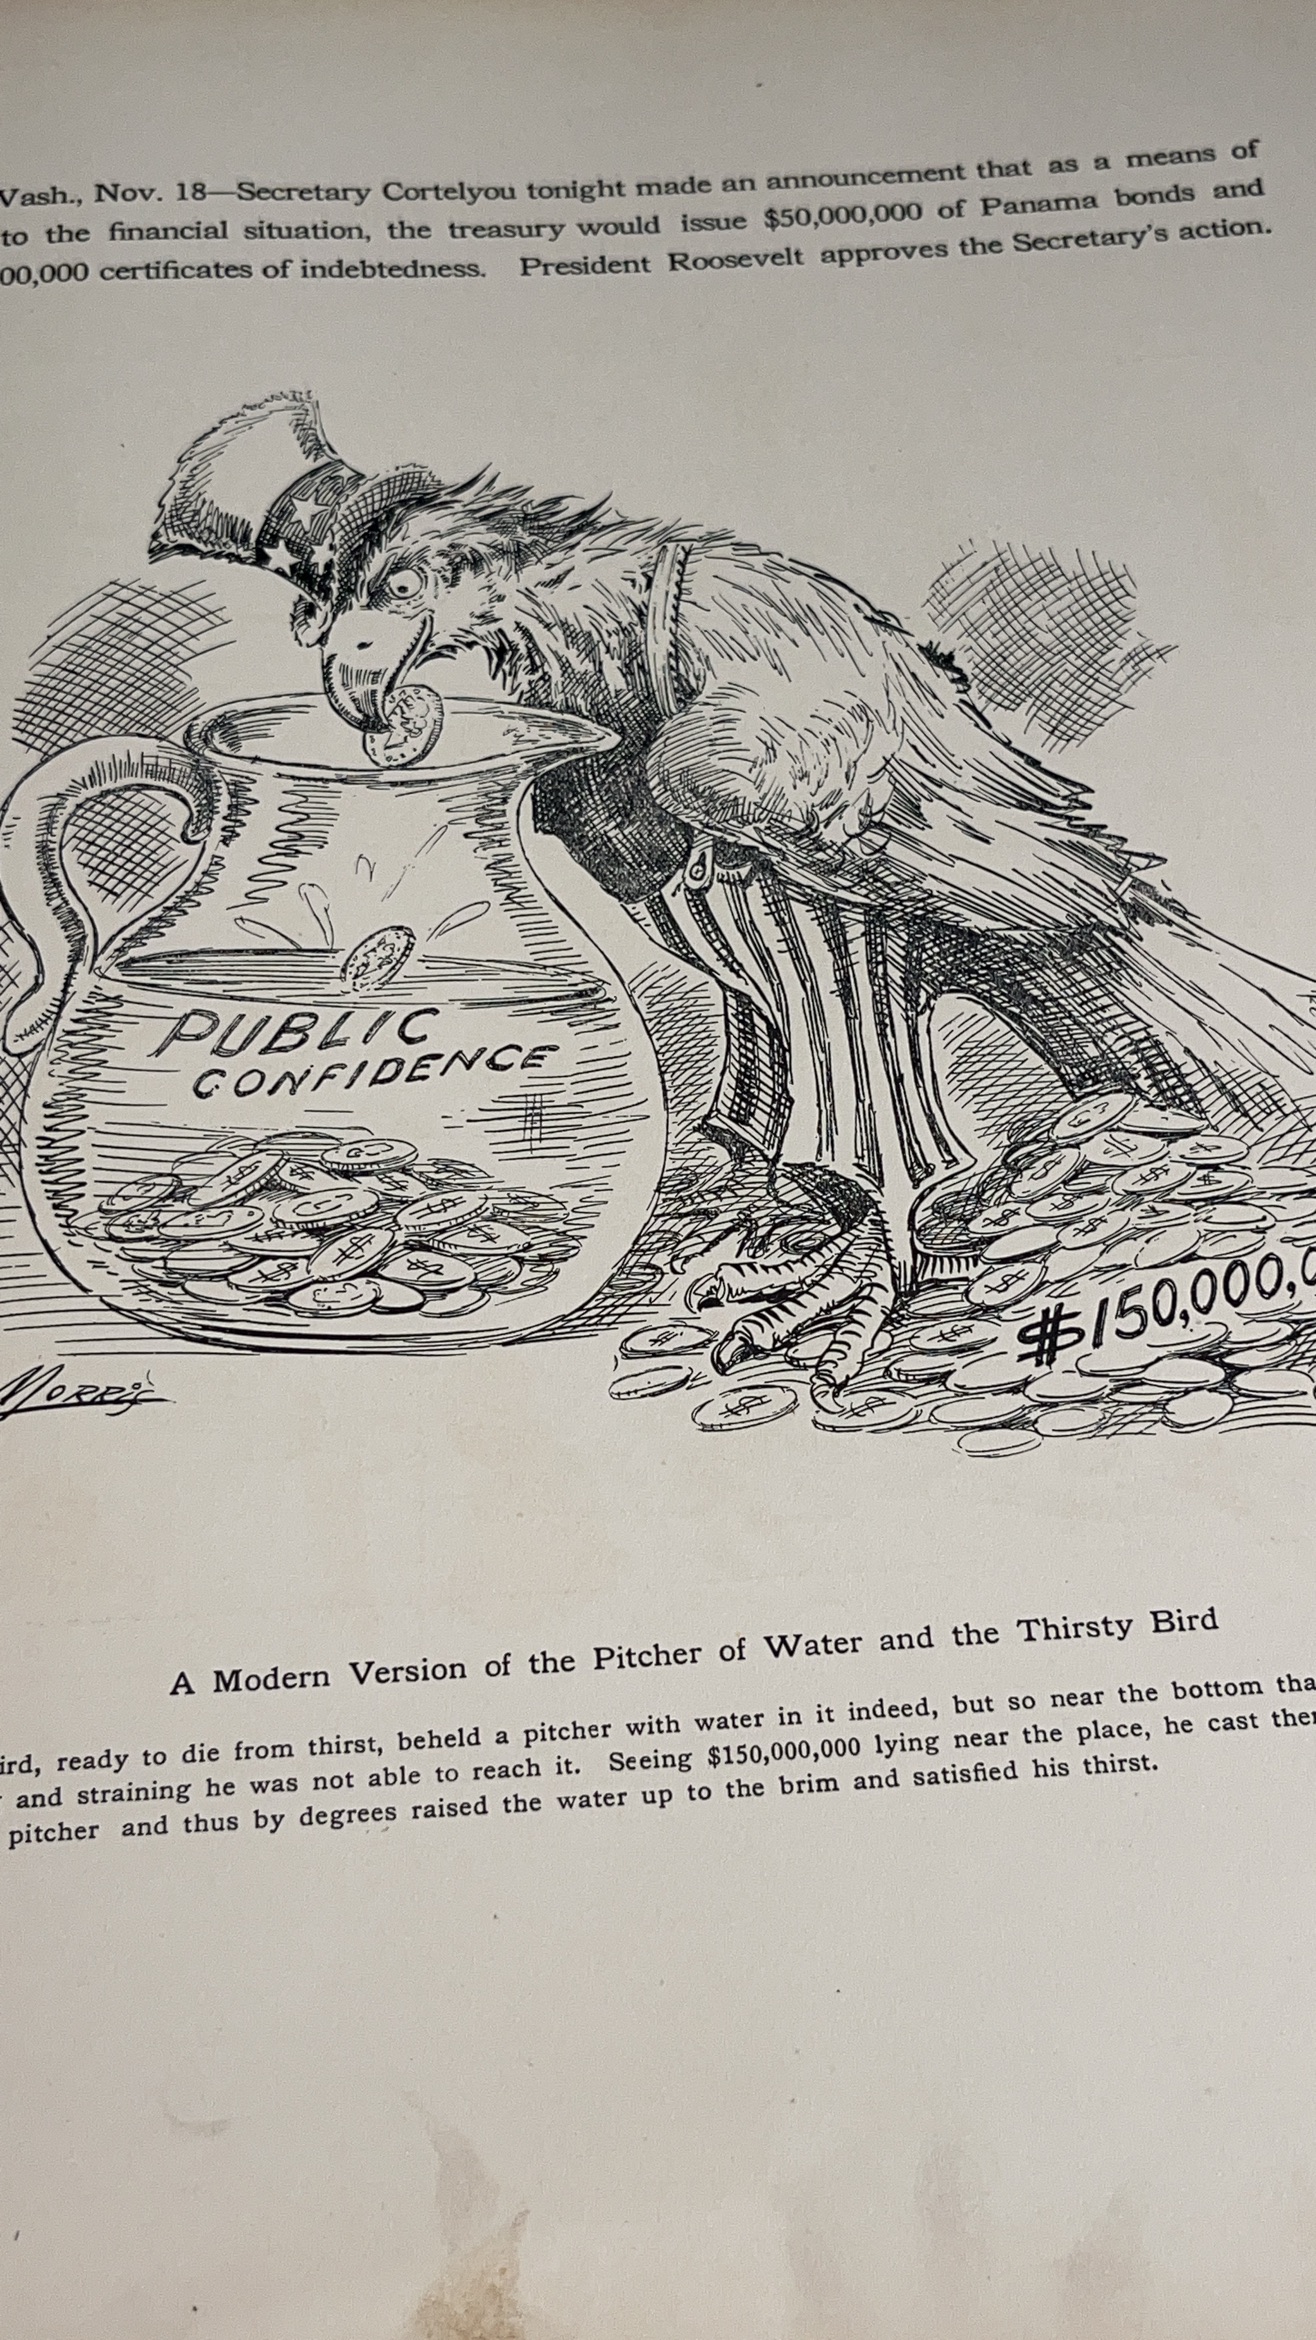 Vash., Nov. 18—Secretary Cortelyou tonight made an announcement that as a means of
to the financial situation, the treasury would issue $50,000,000 of Panama bonds and
00,000 certificates of indebtedness. President Roosevelt approves the Secretary's action.
PUBLIC
CONFIDENCE
$150,000,0
MORRIS
A Modern Version of the Pitcher of Water and the Thirsty Bird
ird, ready to die from thirst, beheld a pitcher with water in it indeed, but so near the bottom tha
and straining he was not able to reach it. Seeing $150,000,000 lying near the place, he cast the
pitcher and thus by degrees raised the water up to the brim and satisfied his thirst.